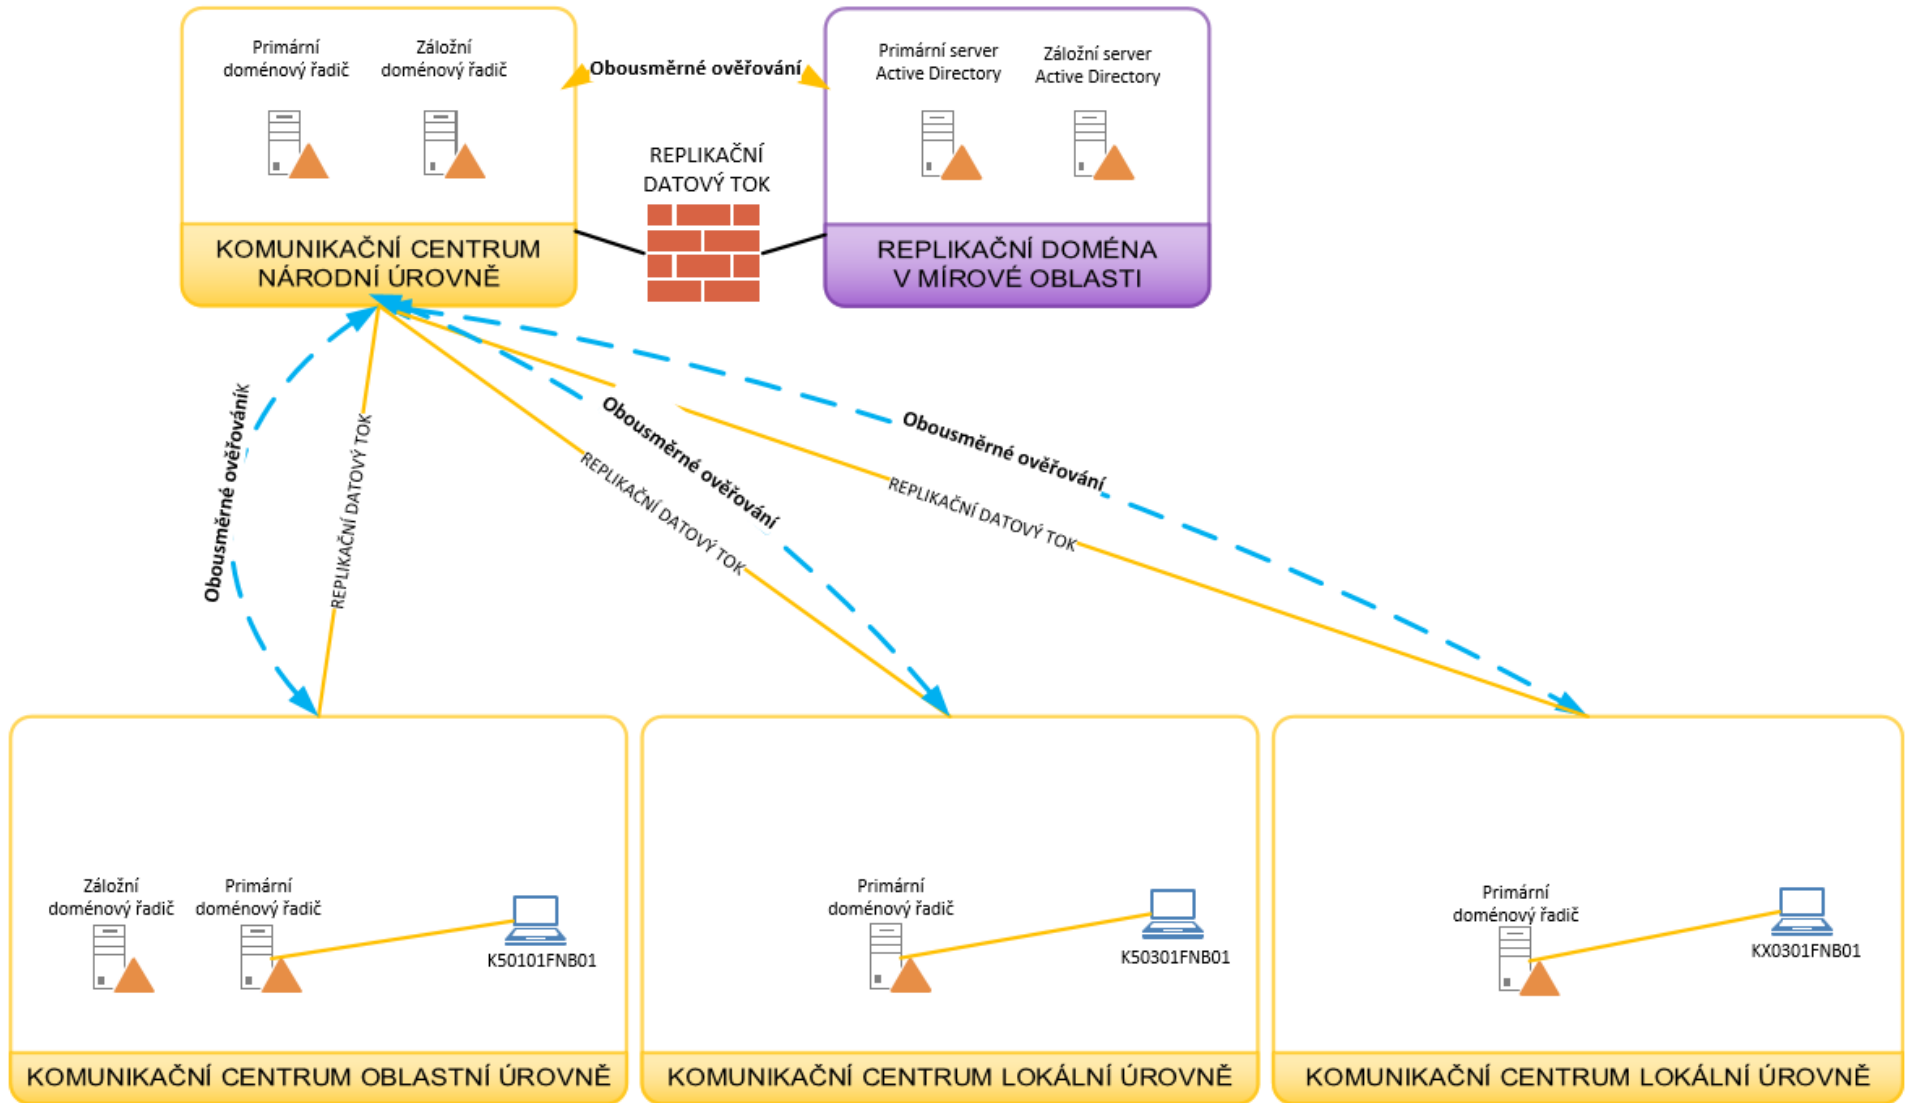 Primární
doménový řadič
Záložní
doménový řadič
Obousměrné ověřování
Primární server
Active Directory
Záložní server
Active Directory
REPLIKAČNÍ
DATOVÝ TOK
KOMUNIKAČNÍ CENTRUM
NÁRODNÍ ÚROVNĚ
REPLIKAČNÍ DOMÉNA
V MÍROVÉ OBLASTI
Obousměrné ověřováník
REPLIKAČNÍ DATOVÝ TOK
Obousměrné ověřování
REPLIKAČNÍ DATOVÝ TOK
Obousměrné ověřování
REPLIKAČNÍ DATOVÝ TOK
Záložní
doménový řadič
Primární
doménový řadič
K50101FNB01
KOMUNIKAČNÍ CENTRUM OBLASTNÍ ÚROVNĚ
Primární
doménový řadič
K50301FNB01
KOMUNIKAČNÍ CENTRUM LOKÁLNÍ ÚROVNĚ
Primární
doménový řadič
KX0301FNB01
KOMUNIKAČNÍ CENTRUM LOKÁLNÍ ÚROVNĚ